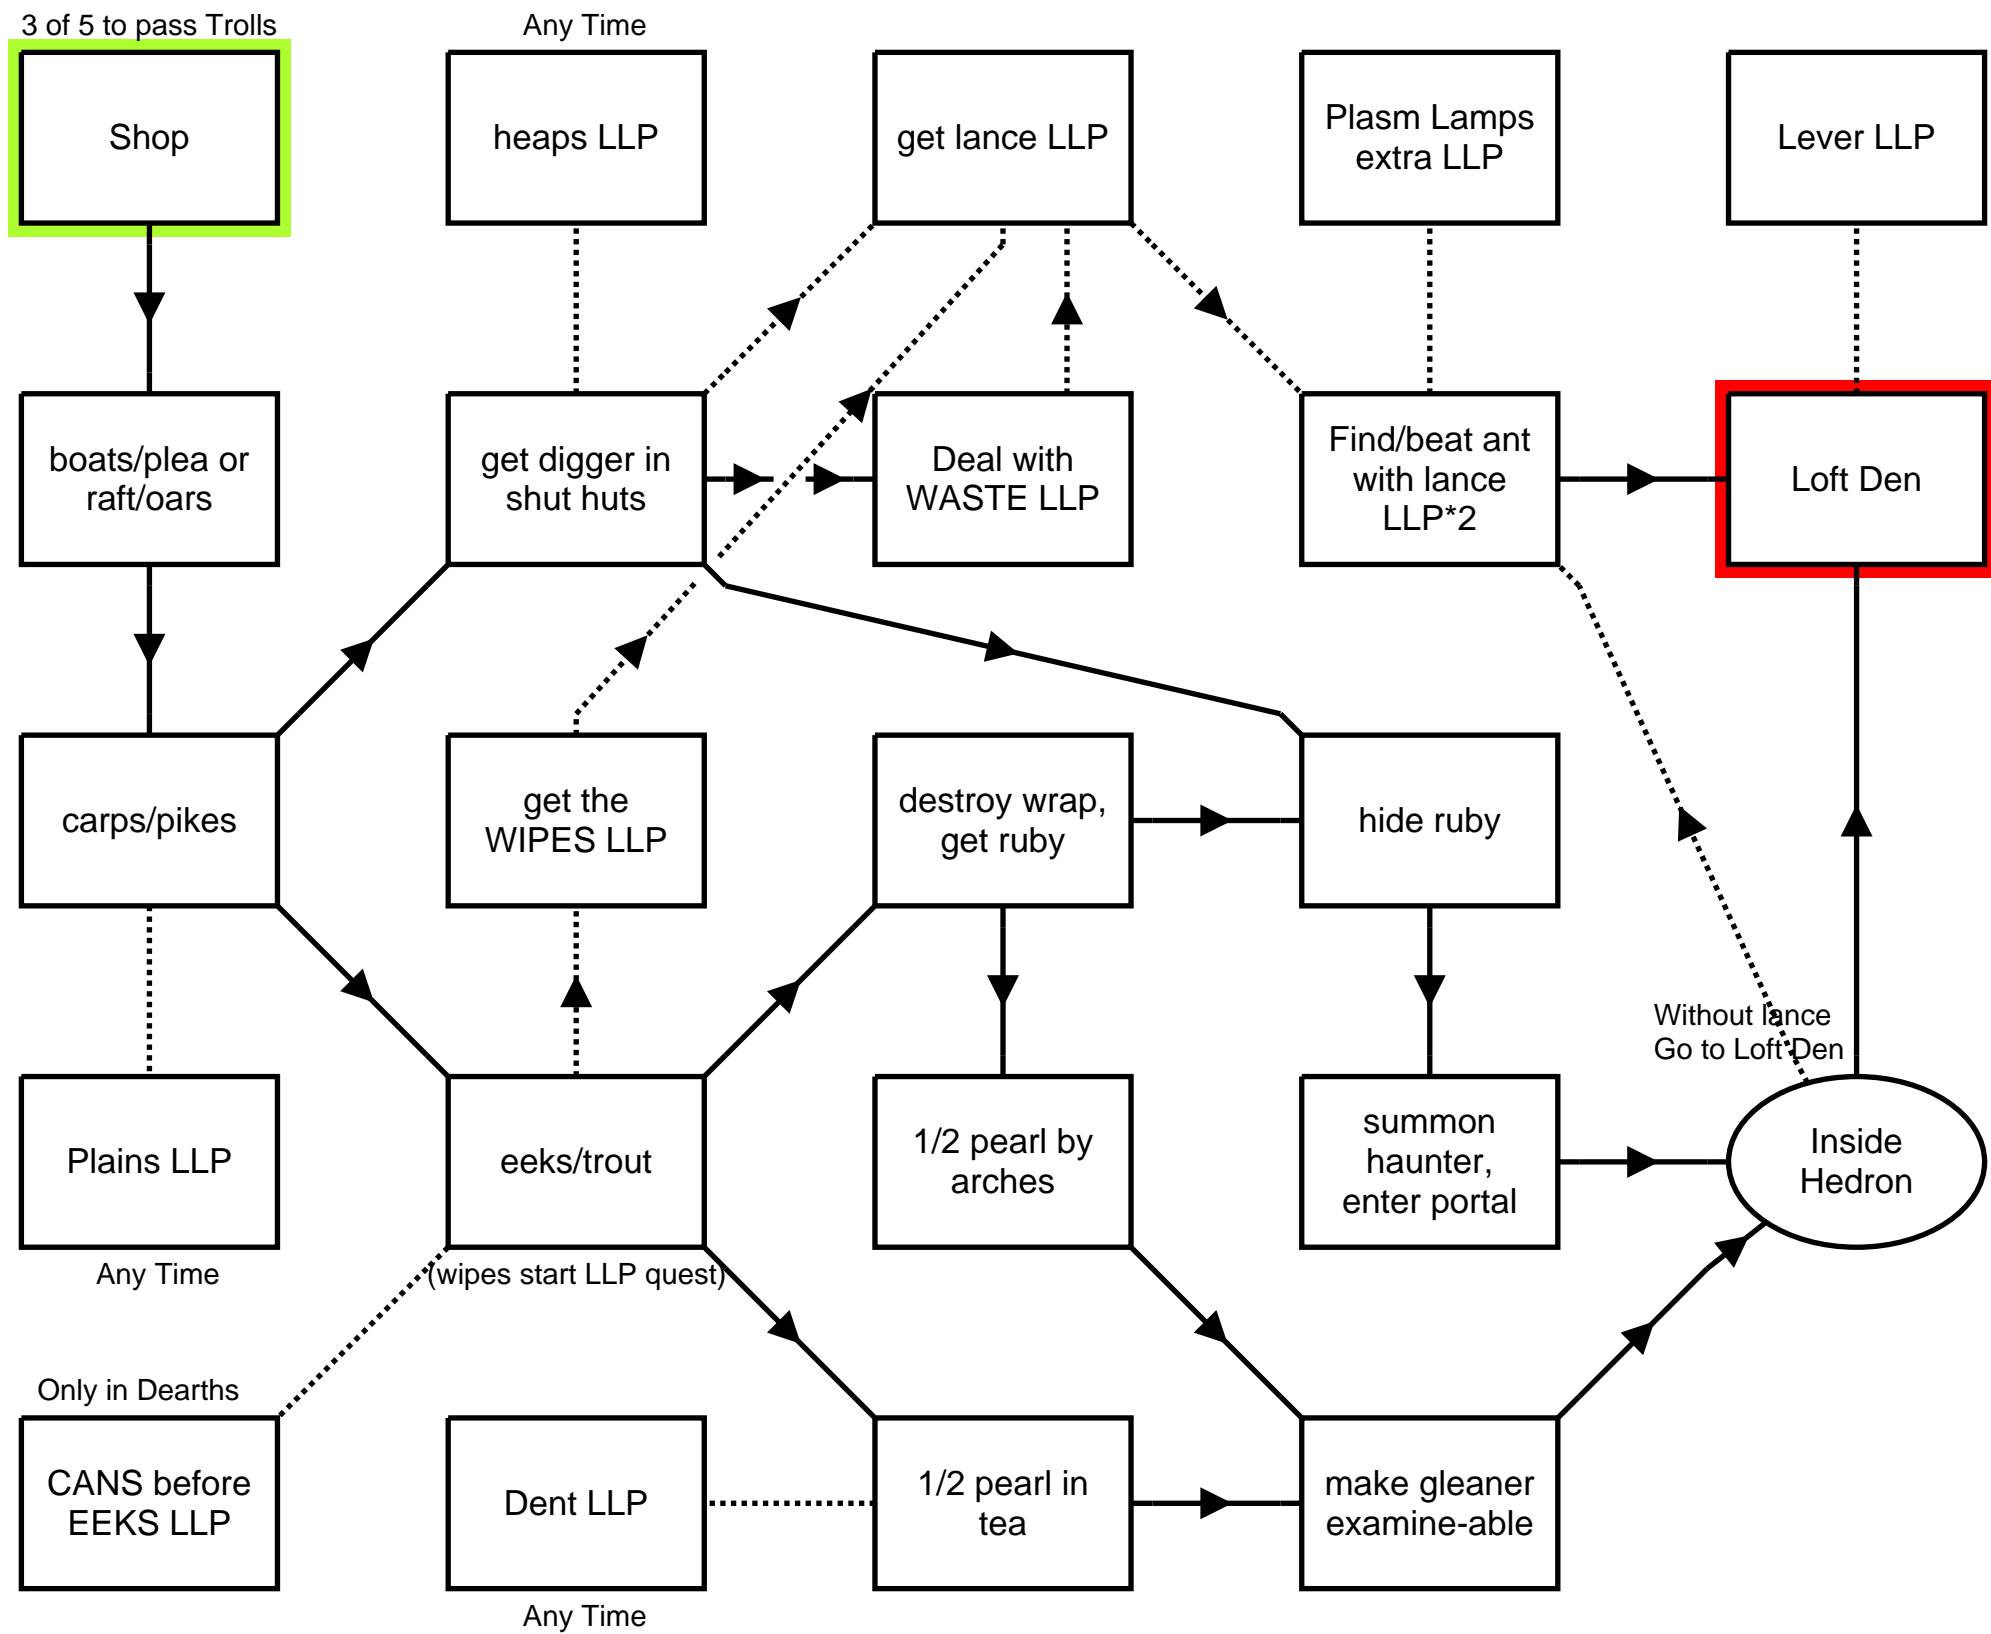 3 of 5 to pass Trolls
Any Time
Shop
heaps LLP
get lance LLP
Plasm Lamps
extra LLP
Lever LLP
boats/plea or
raft/oars
get digger in
shut huts
Deal with
WASTE LLP
Find/beat ant
with lance
LLP*2
Loft Den
carps/pikes
get the
WIPES LLP
destroy wrap,
get ruby
hide ruby
Without lance
Go to Loft Den
Plains LLP
eeks/trout
1/2 pearl by
arches
summon
haunter,
enter portal
Inside
Hedron
Any Time
(wipes start LLP quest)
Only in Dearths
CANS before
EEKS LLP
Dent LLP
1/2 pearl in
tea
make gleaner
examine-able
Any Time